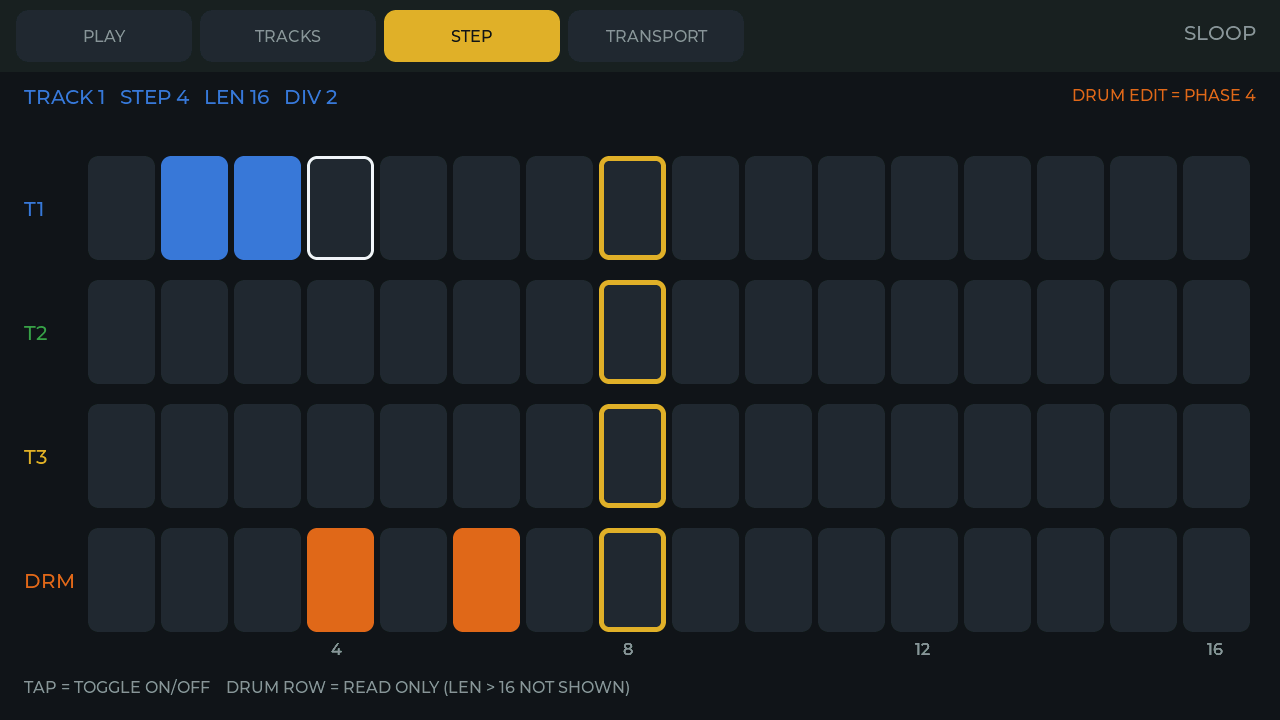 PLAY TRACKS STEP TRANSPORT SLOOP
TRACK 1 STEP 4 LEN 16 DIV 2 DRUM EDIT = PHASE 4
T1
T2
T3
DRM
4 8 12 16
TAP = TOGGLE ON/OFF DRUM ROW = READ ONLY (LEN > 16 NOT SHOWN)